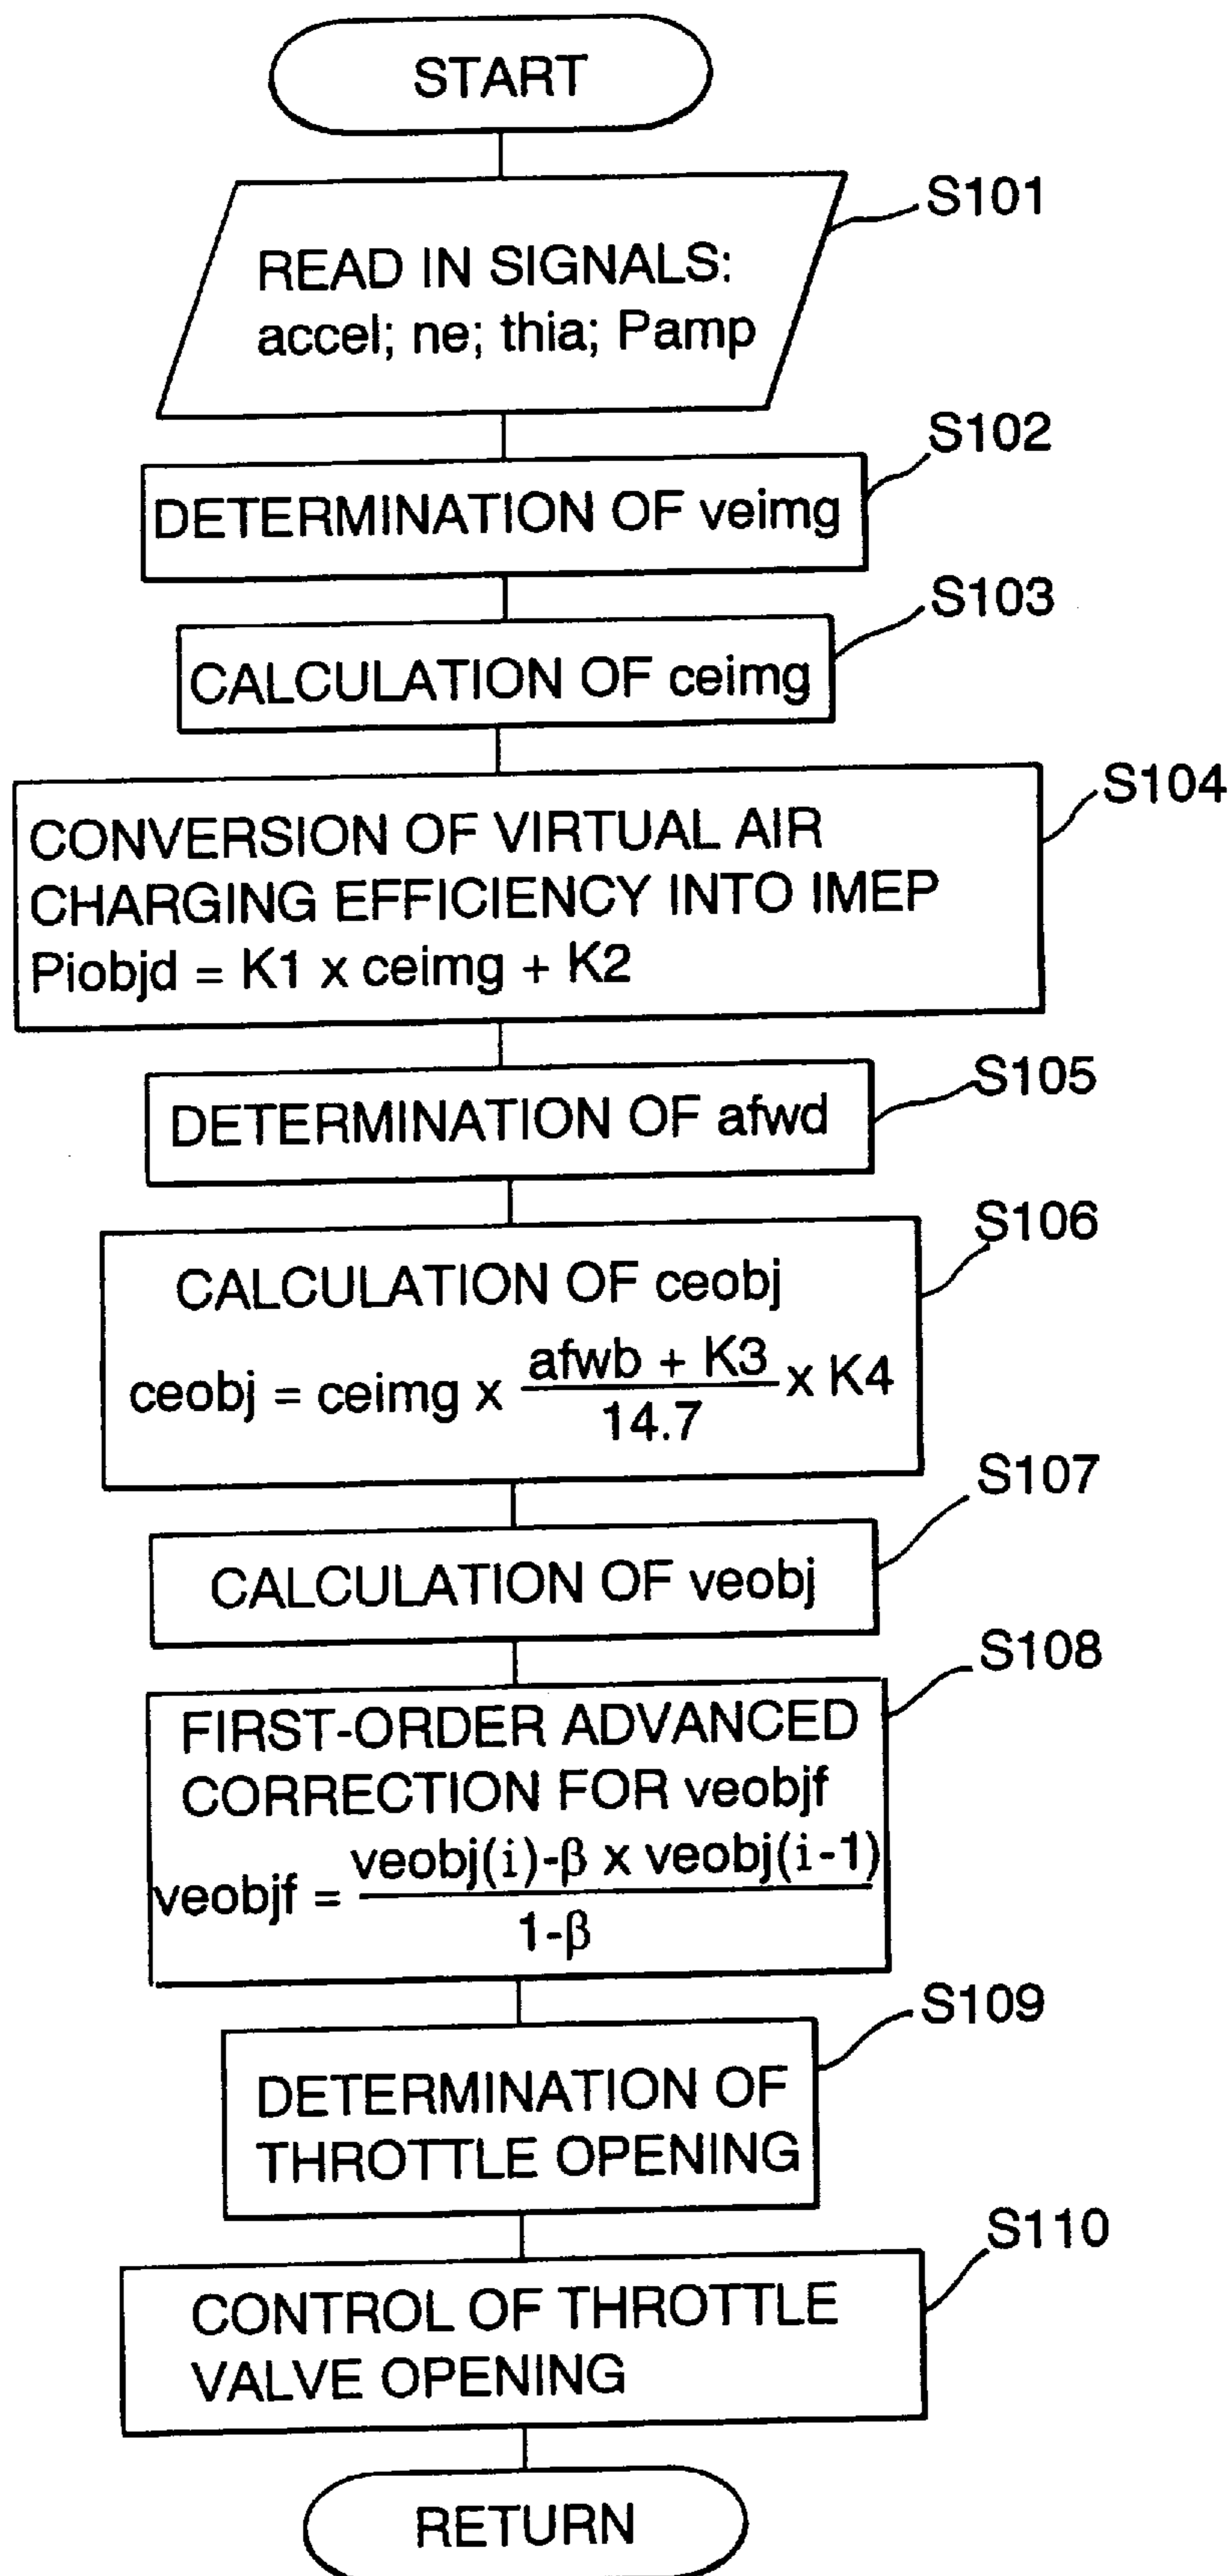 START
S101
READ IN SIGNALS:
accel; ne; thia; Pamp
S102
DETERMINATION OF veimg
S103
CALCULATION OF ceimg
S104
CONVERSION OF VIRTUAL AIR
CHARGING EFFICIENCY INTO IMEP
Piobjd = K1 x ceimg + K2
S105
DETERMINATION OF afwd
S106
CALCULATION OF ceobj
ceobj = ceimg x afwb + K3 / 14.7 x K4
S107
CALCULATION OF veobj
S108
FIRST-ORDER ADVANCED
CORRECTION FOR veobjf
veobjf = veobj(i)-β x veobj(i-1) / 1-β
S109
DETERMINATION OF
THROTTLE OPENING
S110
CONTROL OF THROTTLE
VALVE OPENING
RETURN